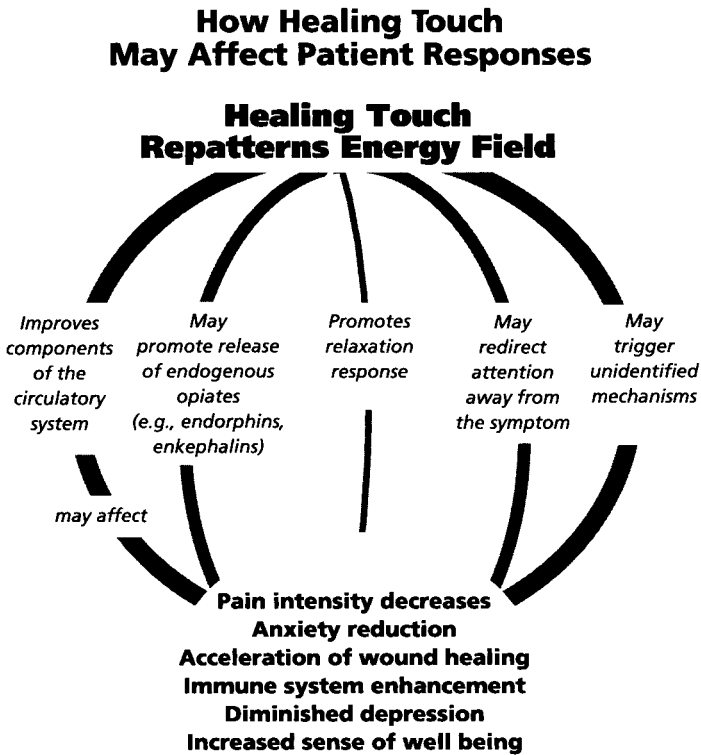 How Healing Touch
May Affect Patient Responses
Healing Touch
Repatterns Energy Field
Improves
components
of the
circulatory
system
May
promote release
of endogenous
opiates
(e.g., endorphins,
enkephalins)
Promotes
relaxation
response
May
redirect
attention
away from
the symptom
May
trigger
unidentified
mechanisms
may affect
Pain intensity decreases
Anxiety reduction
Acceleration of wound healing
Immune system enhancement
Diminished depression
Increased sense of well being